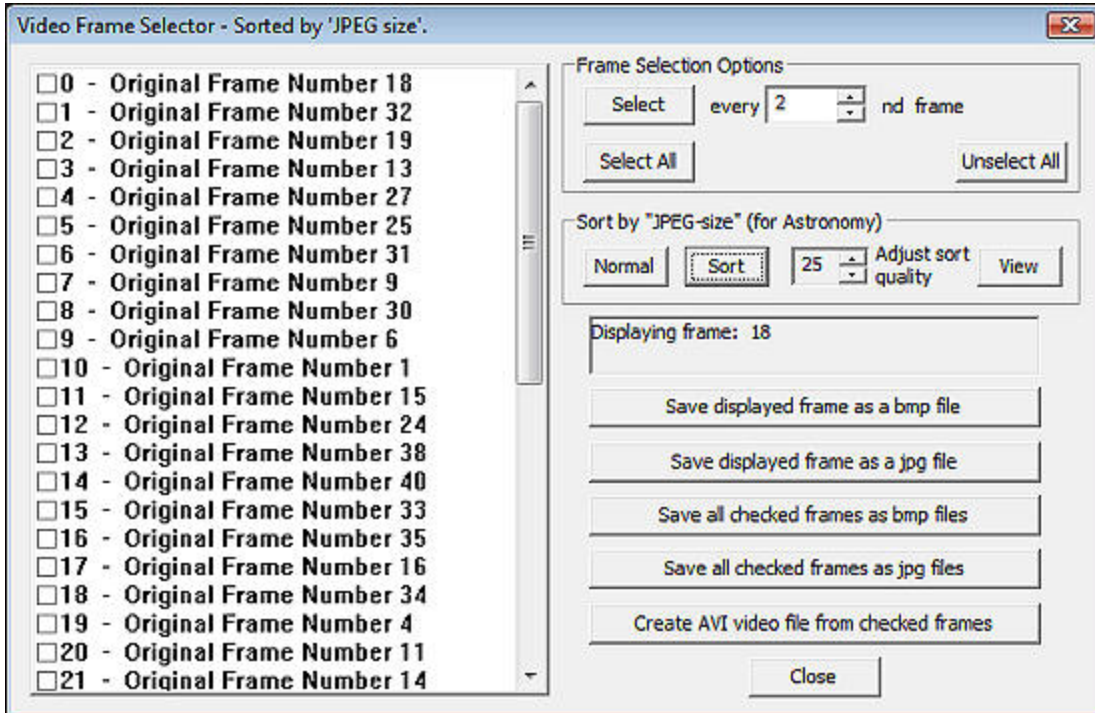 Video Frame Selector - Sorted by 'JPEG size'.
0 - Original Frame Number 18
1 - Original Frame Number 32
2 - Original Frame Number 19
3 - Original Frame Number 13
4 - Original Frame Number 27
5 - Original Frame Number 25
6 - Original Frame Number 31
7 - Original Frame Number 9
8 - Original Frame Number 30
9 - Original Frame Number 6
10 - Original Frame Number 1
11 - Original Frame Number 15
12 - Original Frame Number 24
13 - Original Frame Number 38
14 - Original Frame Number 40
15 - Original Frame Number 33
16 - Original Frame Number 35
17 - Original Frame Number 16
18 - Original Frame Number 34
19 - Original Frame Number 4
20 - Original Frame Number 11
21 - Original Frame Number 14
Frame Selection Options
Select every 2 nd frame
Select All Unselect All
Sort by "JPEG-size" (for Astronomy)
Normal Sort 25 Adjust sort quality View
Displaying frame: 18
Save displayed frame as a bmp file
Save displayed frame as a jpg file
Save all checked frames as bmp files
Save all checked frames as jpg files
Create AVI video file from checked frames
Close